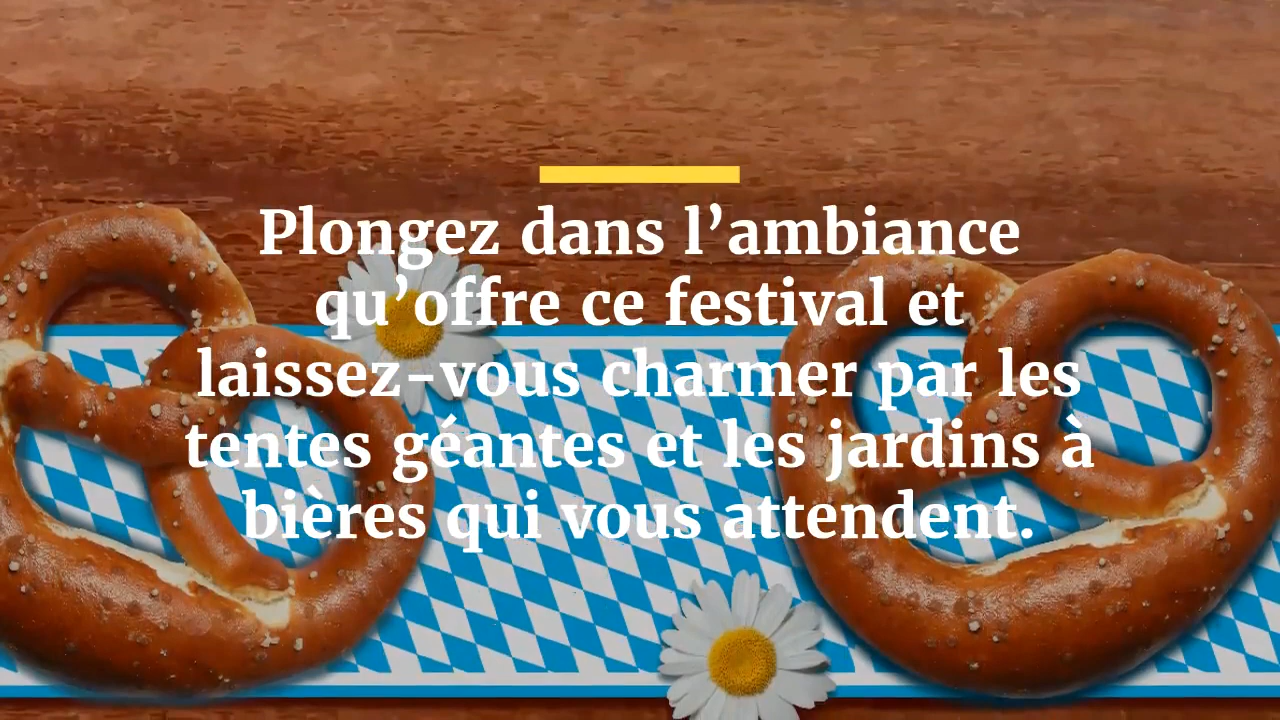 Plongez dans l’ambiance
qu’offre ce festival et
laissez-vous charmer par les
tentes géantes et les jardins à
bières qui vous attendent.